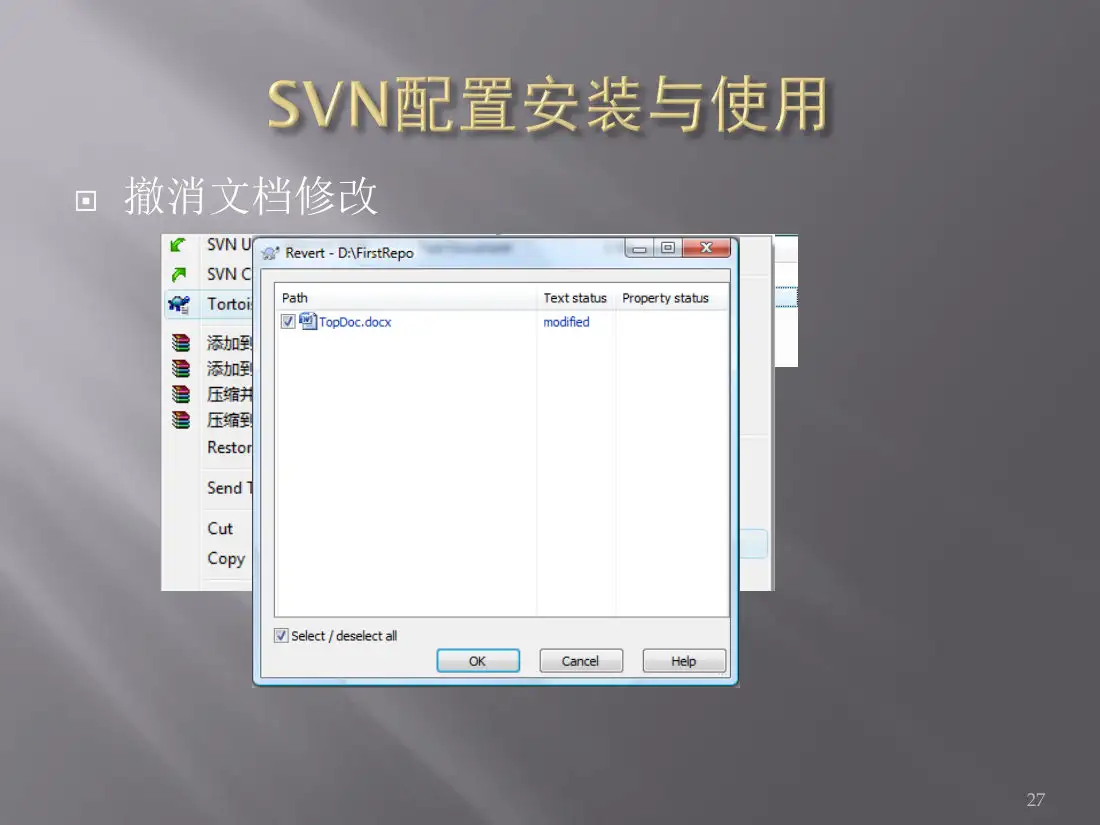 SVN配置安装与使用
撤消文档修改
SVN U
SVN C
Tortoi
添加到
添加到
压缩并
压缩到
Restor
Send T
Cut
Copy
Revert - D:\FirstRepo
Path Text status Property status
TopDoc.docx modified
Select / deselect all
OK Cancel Help
27